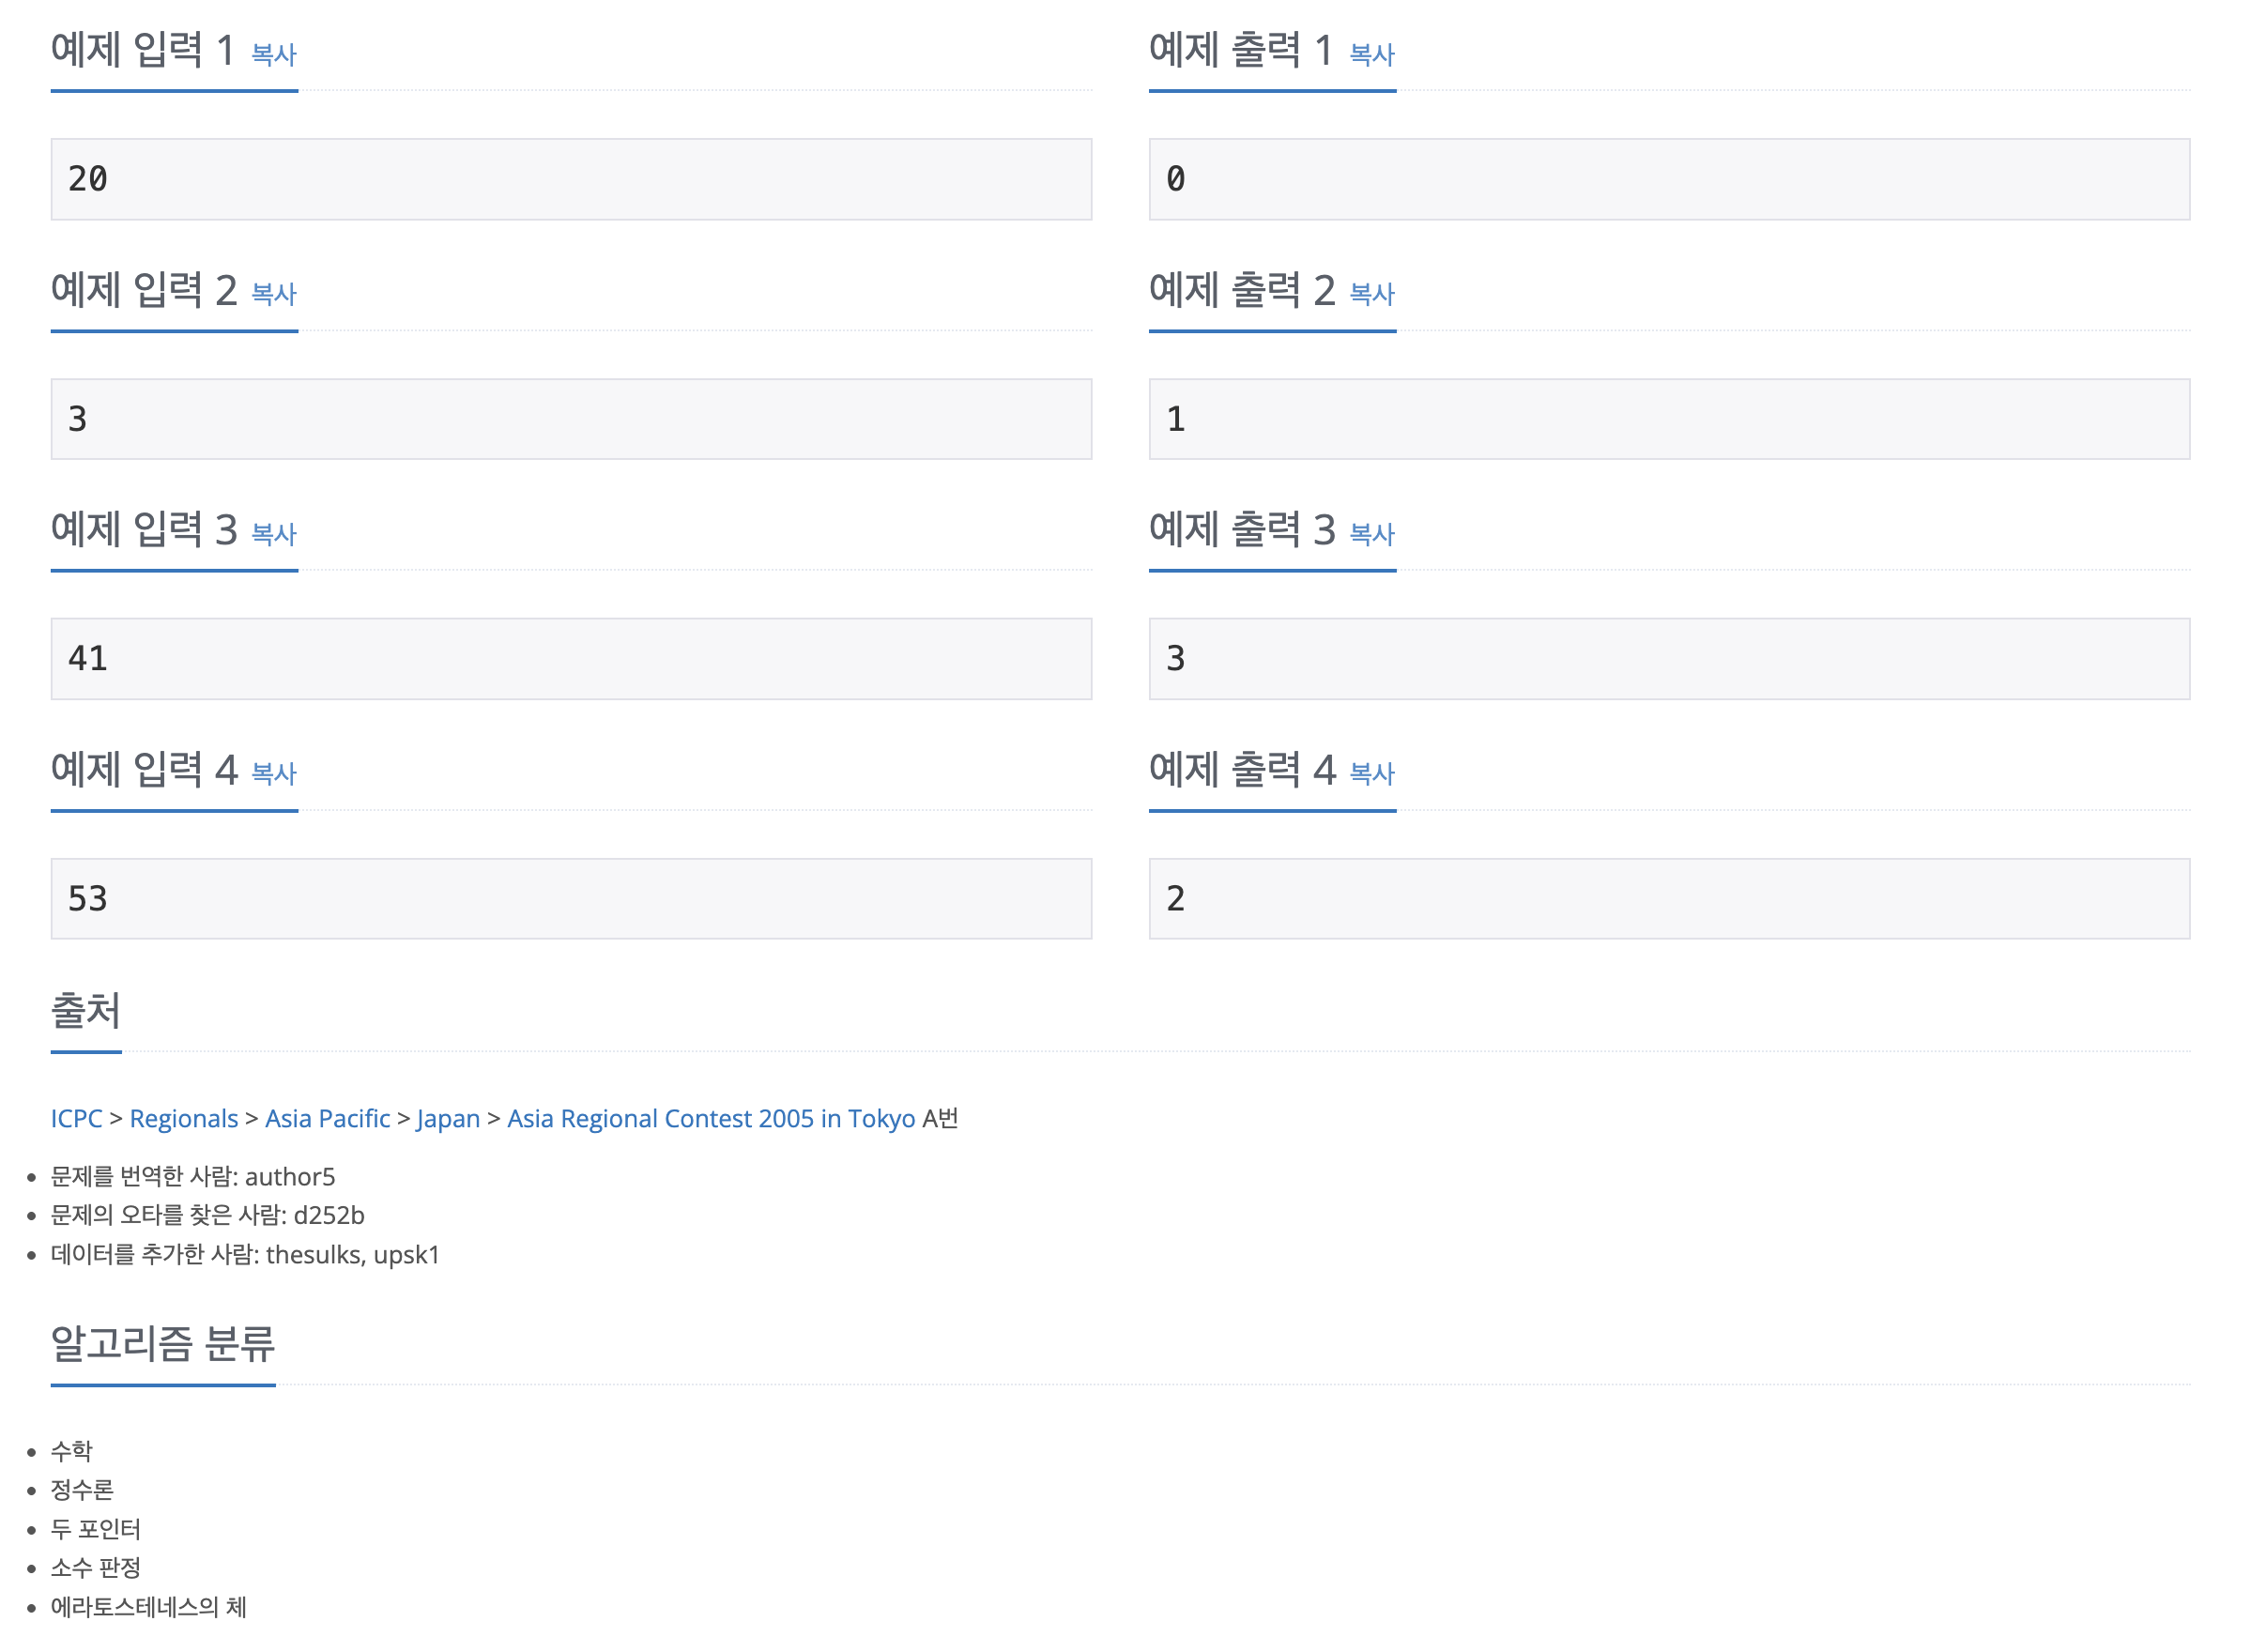 예제 입력 1 복사
예제 출력 1 복사
20
0
예제 입력 2 복사
예제 출력 2 복사
3
1
예제 입력 3 복사
예제 출력 3 복사
41
3
예제 입력 4 복사
예제 출력 4 복사
53
2
출처
ICPC > Regionals > Asia Pacific > Japan > Asia Regional Contest 2005 in Tokyo A번
• 문제를 번역한 사람: author5
• 문제의 오타를 찾은 사람: d252b
• 데이터를 추가한 사람: thesulks, upsk1
알고리즘 분류
• 수학
• 정수론
• 두 포인터
• 소수 판정
• 에라토스테네스의 체